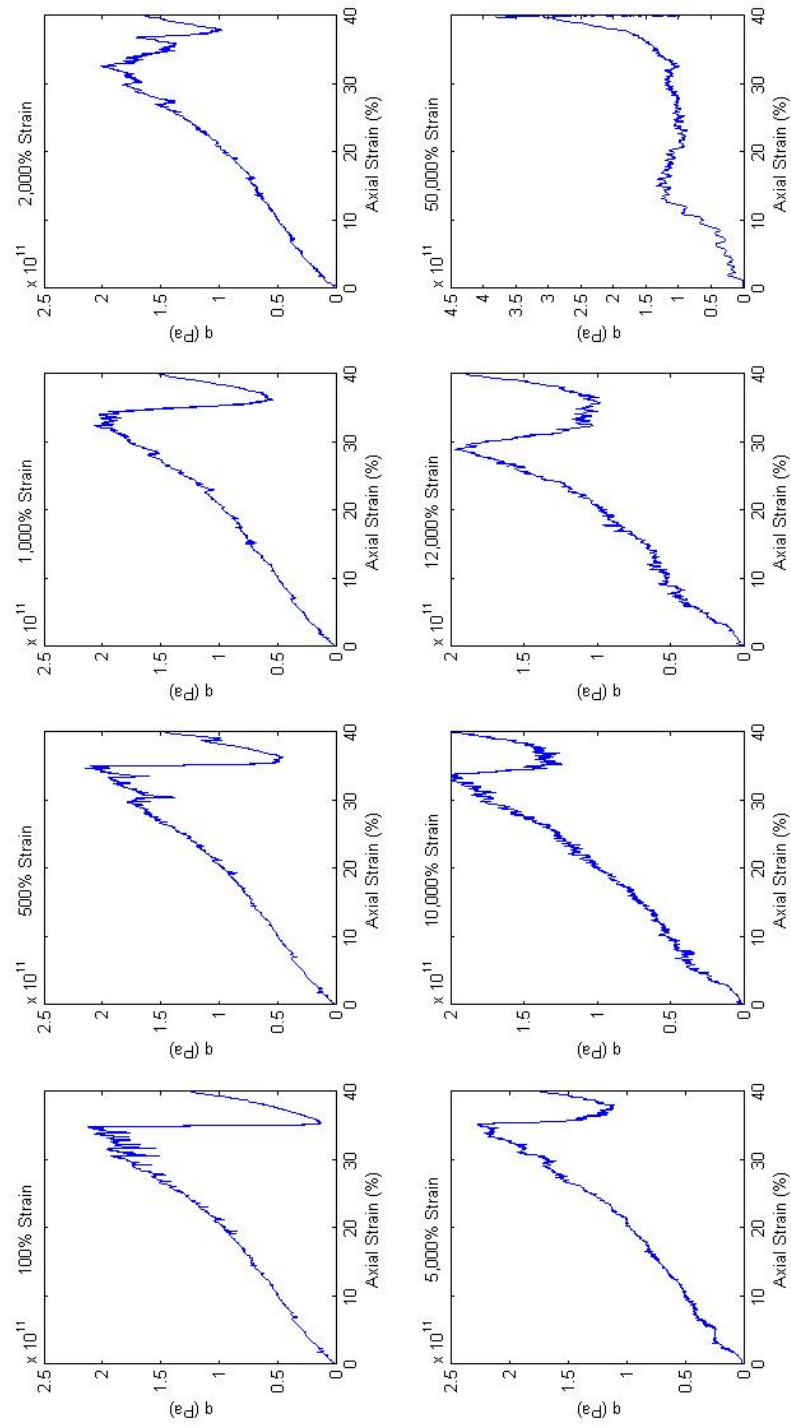 100% Strain
x 10 11
2.5
2
1.5
1
0.5
0
q (Pa)
0 10 20 30 40
Axial Strain (%)
500% Strain
x 10 11
2.5
2
1.5
1
0.5
0
q (Pa)
0 10 20 30 40
Axial Strain (%)
1,000% Strain
x 10 11
2.5
2
1.5
1
0.5
0
q (Pa)
0 10 20 30 40
Axial Strain (%)
2,000% Strain
x 10 11
2.5
2
1.5
1
0.5
0
q (Pa)
0 10 20 30 40
Axial Strain (%)
5,000% Strain
x 10 11
2.5
2
1.5
1
0.5
0
q (Pa)
0 10 20 30 40
Axial Strain (%)
10,000% Strain
x 10 11
2
1.5
1
0.5
0
q (Pa)
0 10 20 30 40
Axial Strain (%)
12,000% Strain
x 10 11
2
1.5
1
0.5
0
q (Pa)
0 10 20 30 40
Axial Strain (%)
50,000% Strain
x 10 11
4.5
4
3.5
3
2.5
2
1.5
1
0.5
0
q (Pa)
0 10 20 30 40
Axial Strain (%)